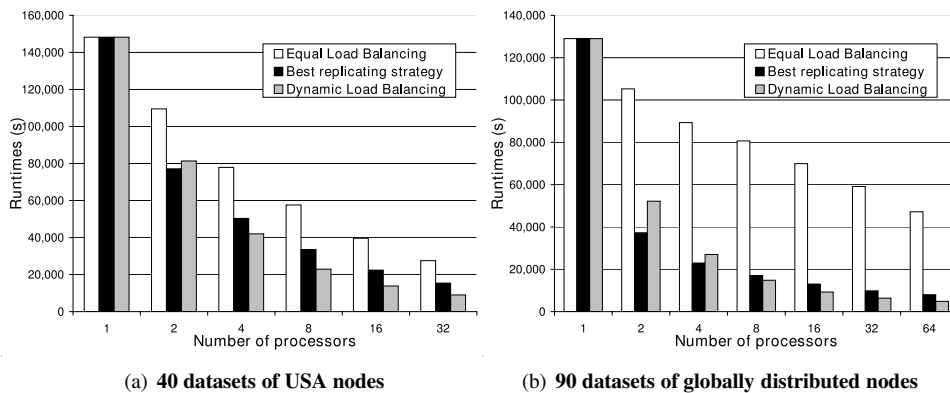 160,000
140,000
120,000
100,000
80,000
60,000
40,000
20,000
0
Runtimes (s)
Equal Load Balancing
Best replicating strategy
Dynamic Load Balancing
1 2 4 8 16 32
Number of processors
(a) 40 datasets of USA nodes
140,000
120,000
100,000
80,000
60,000
40,000
20,000
0
Runtimes (s)
Equal Load Balancing
Best replicating strategy
Dynamic Load Balancing
1 2 4 8 16 32 64
Number of processors
(b) 90 datasets of globally distributed nodes